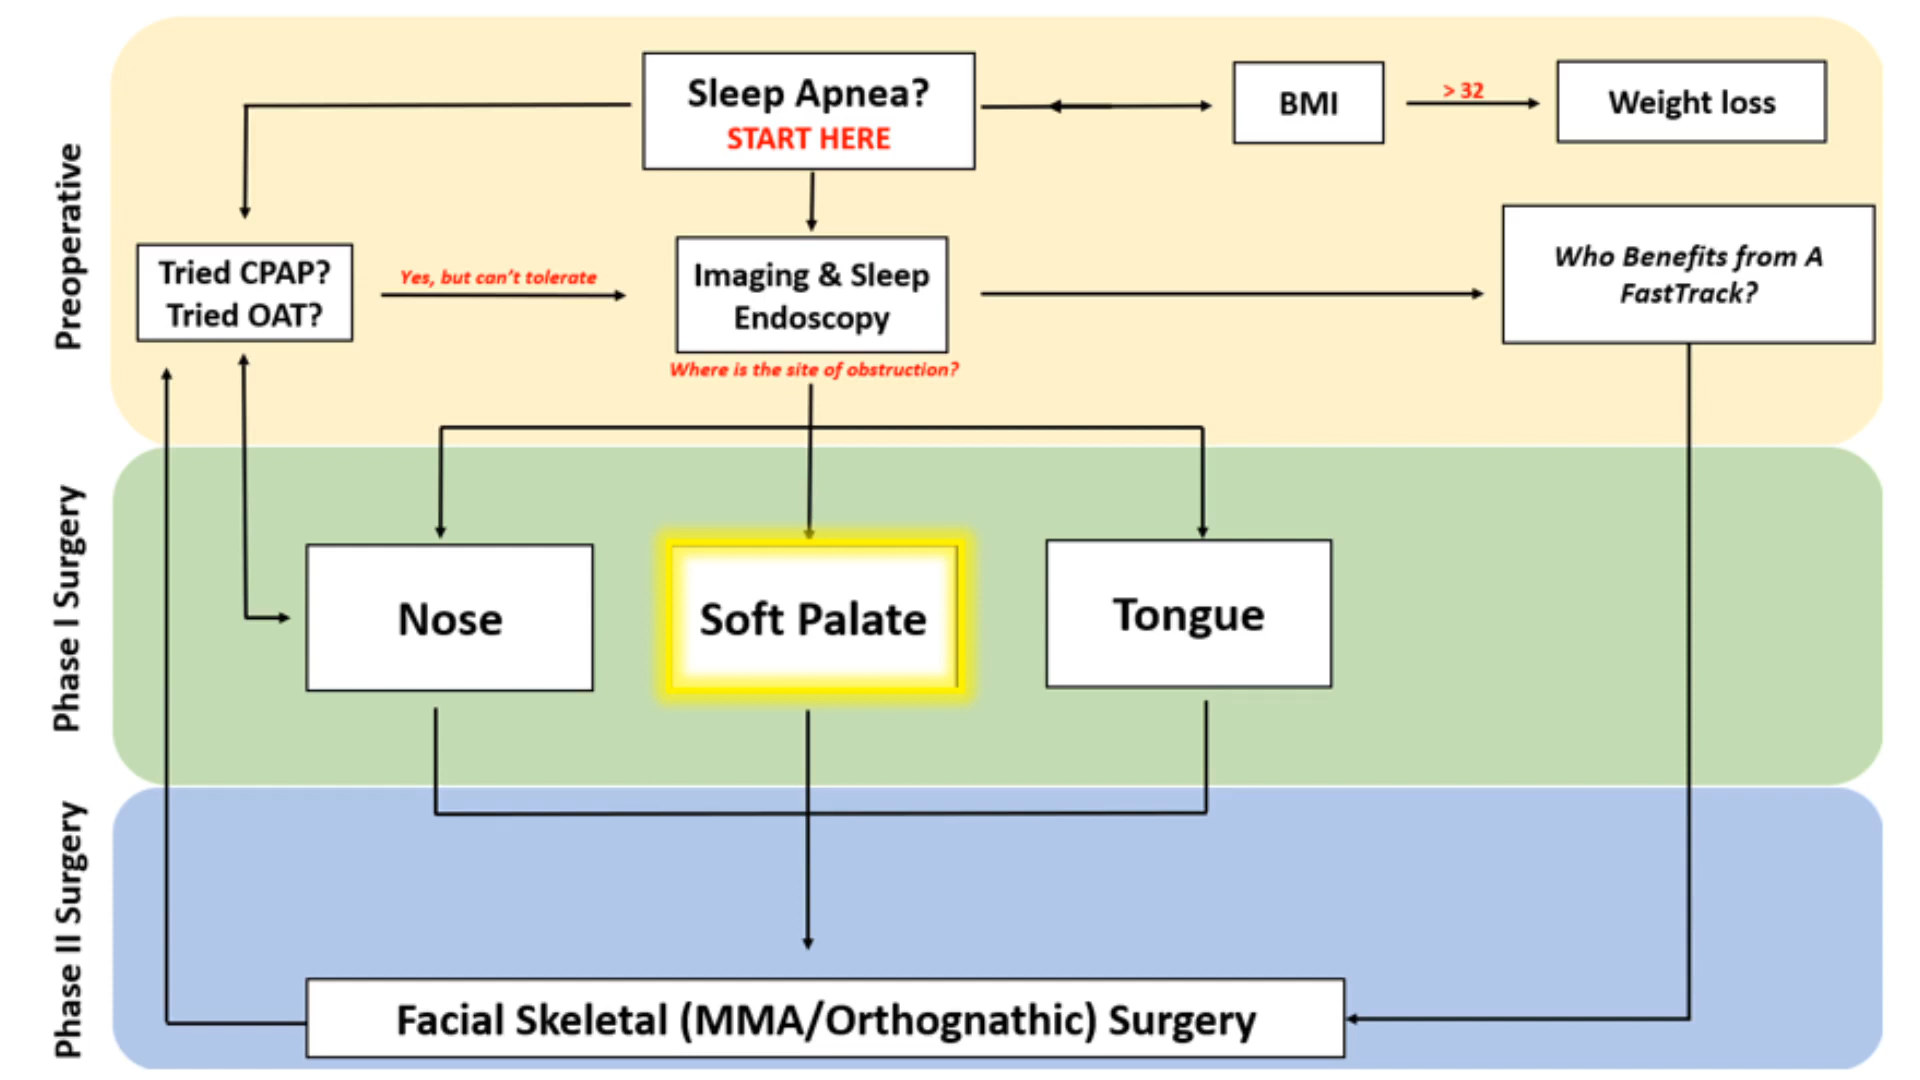 Preoperative
Sleep Apnea?
START HERE
BMI
> 32
Weight loss
Tried CPAP?
Tried OAT?
Yes, but can't tolerate
Imaging & Sleep
Endoscopy
Where is the site of obstruction?
Who Benefits from A
FastTrack?
Phase I Surgery
Nose
Soft Palate
Tongue
Phase II Surgery
Facial Skeletal (MMA/Orthognathic) Surgery